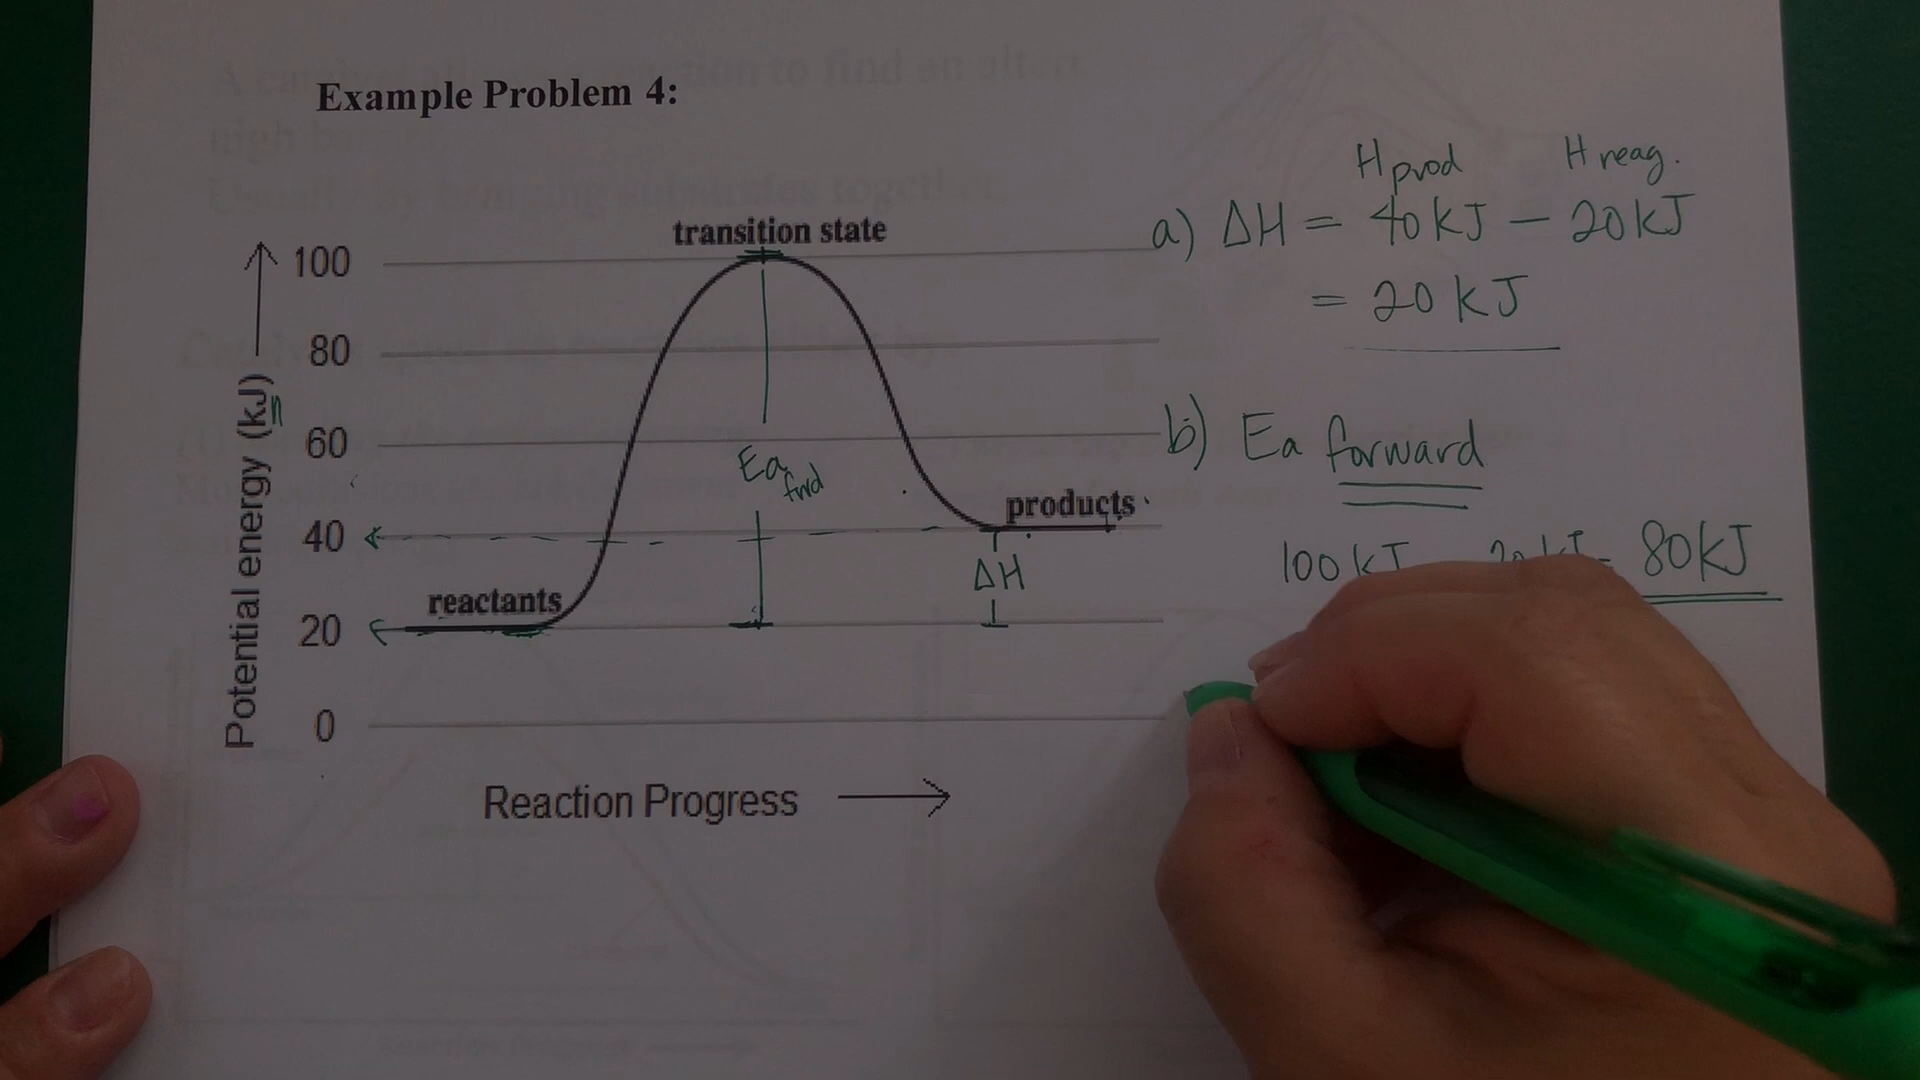 Example Problem 4:
transition state
100
80
60
40
20
0
Potential energy (kJ)
Ea fwd
products
ΔH
reactants
Reaction Progress
H prod H reag.
a) ΔH = 40 kJ — 20 kJ
= 20 kJ
b) Ea forward
100 kJ 80 kJ